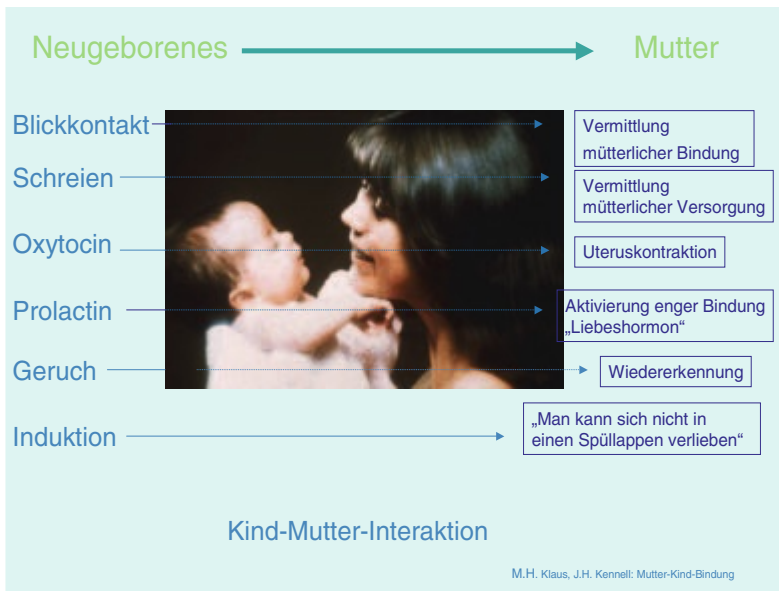 Neugeborenes
Mutter
Blickkontakt
Vermittlung
mütterlicher Bindung
Schreien
Vermittlung
mütterlicher Versorgung
Oxytocin
Uteruskontraktion
Prolactin
Aktivierung enger Bindung
„Liebeshormon“
Geruch
Wiedererkennung
Induktion
„Man kann sich nicht in
einen Spüllappen verlieben“
Kind-Mutter-Interaktion
M.H. Klaus, J.H. Kennell: Mutter-Kind-Bindung